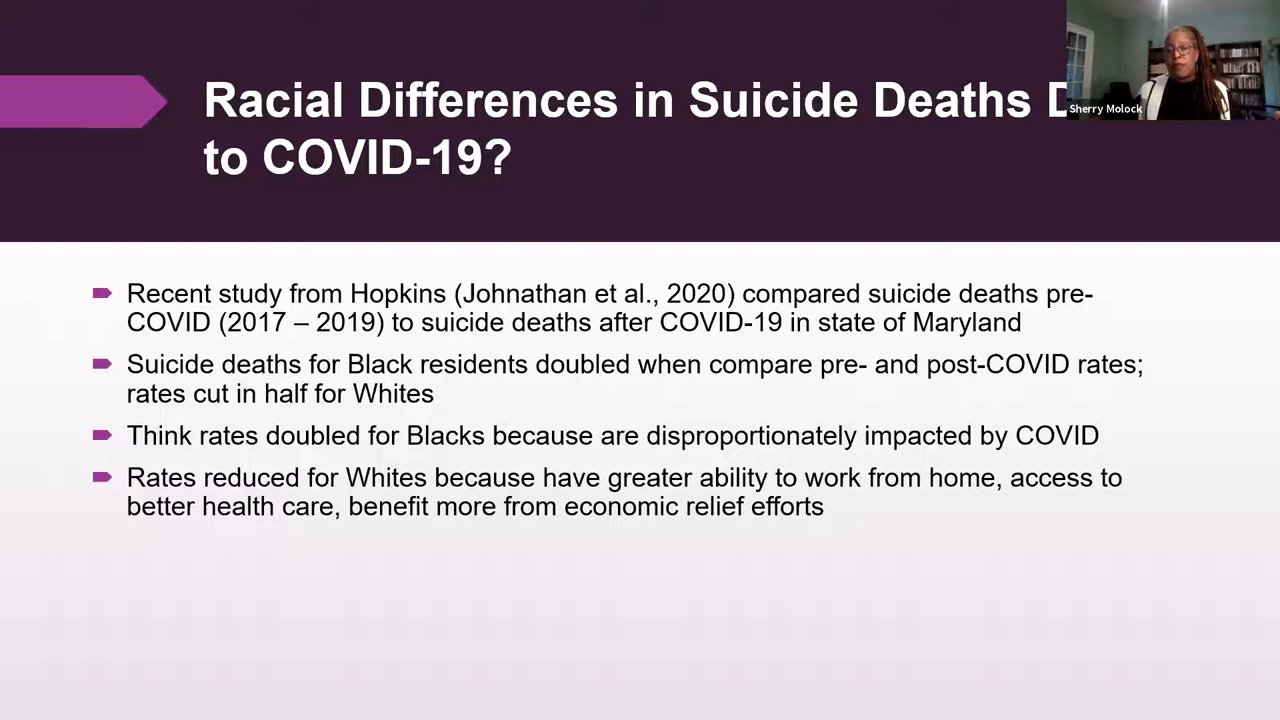 Racial Differences in Suicide Deaths
to COVID-19?
Sherry Molock
Recent study from Hopkins (Johnathan et al., 2020) compared suicide deaths pre-
COVID (2017 – 2019) to suicide deaths after COVID-19 in state of Maryland
Suicide deaths for Black residents doubled when compare pre- and post-COVID rates;
rates cut in half for Whites
Think rates doubled for Blacks because are disproportionately impacted by COVID
Rates reduced for Whites because have greater ability to work from home, access to
better health care, benefit more from economic relief efforts